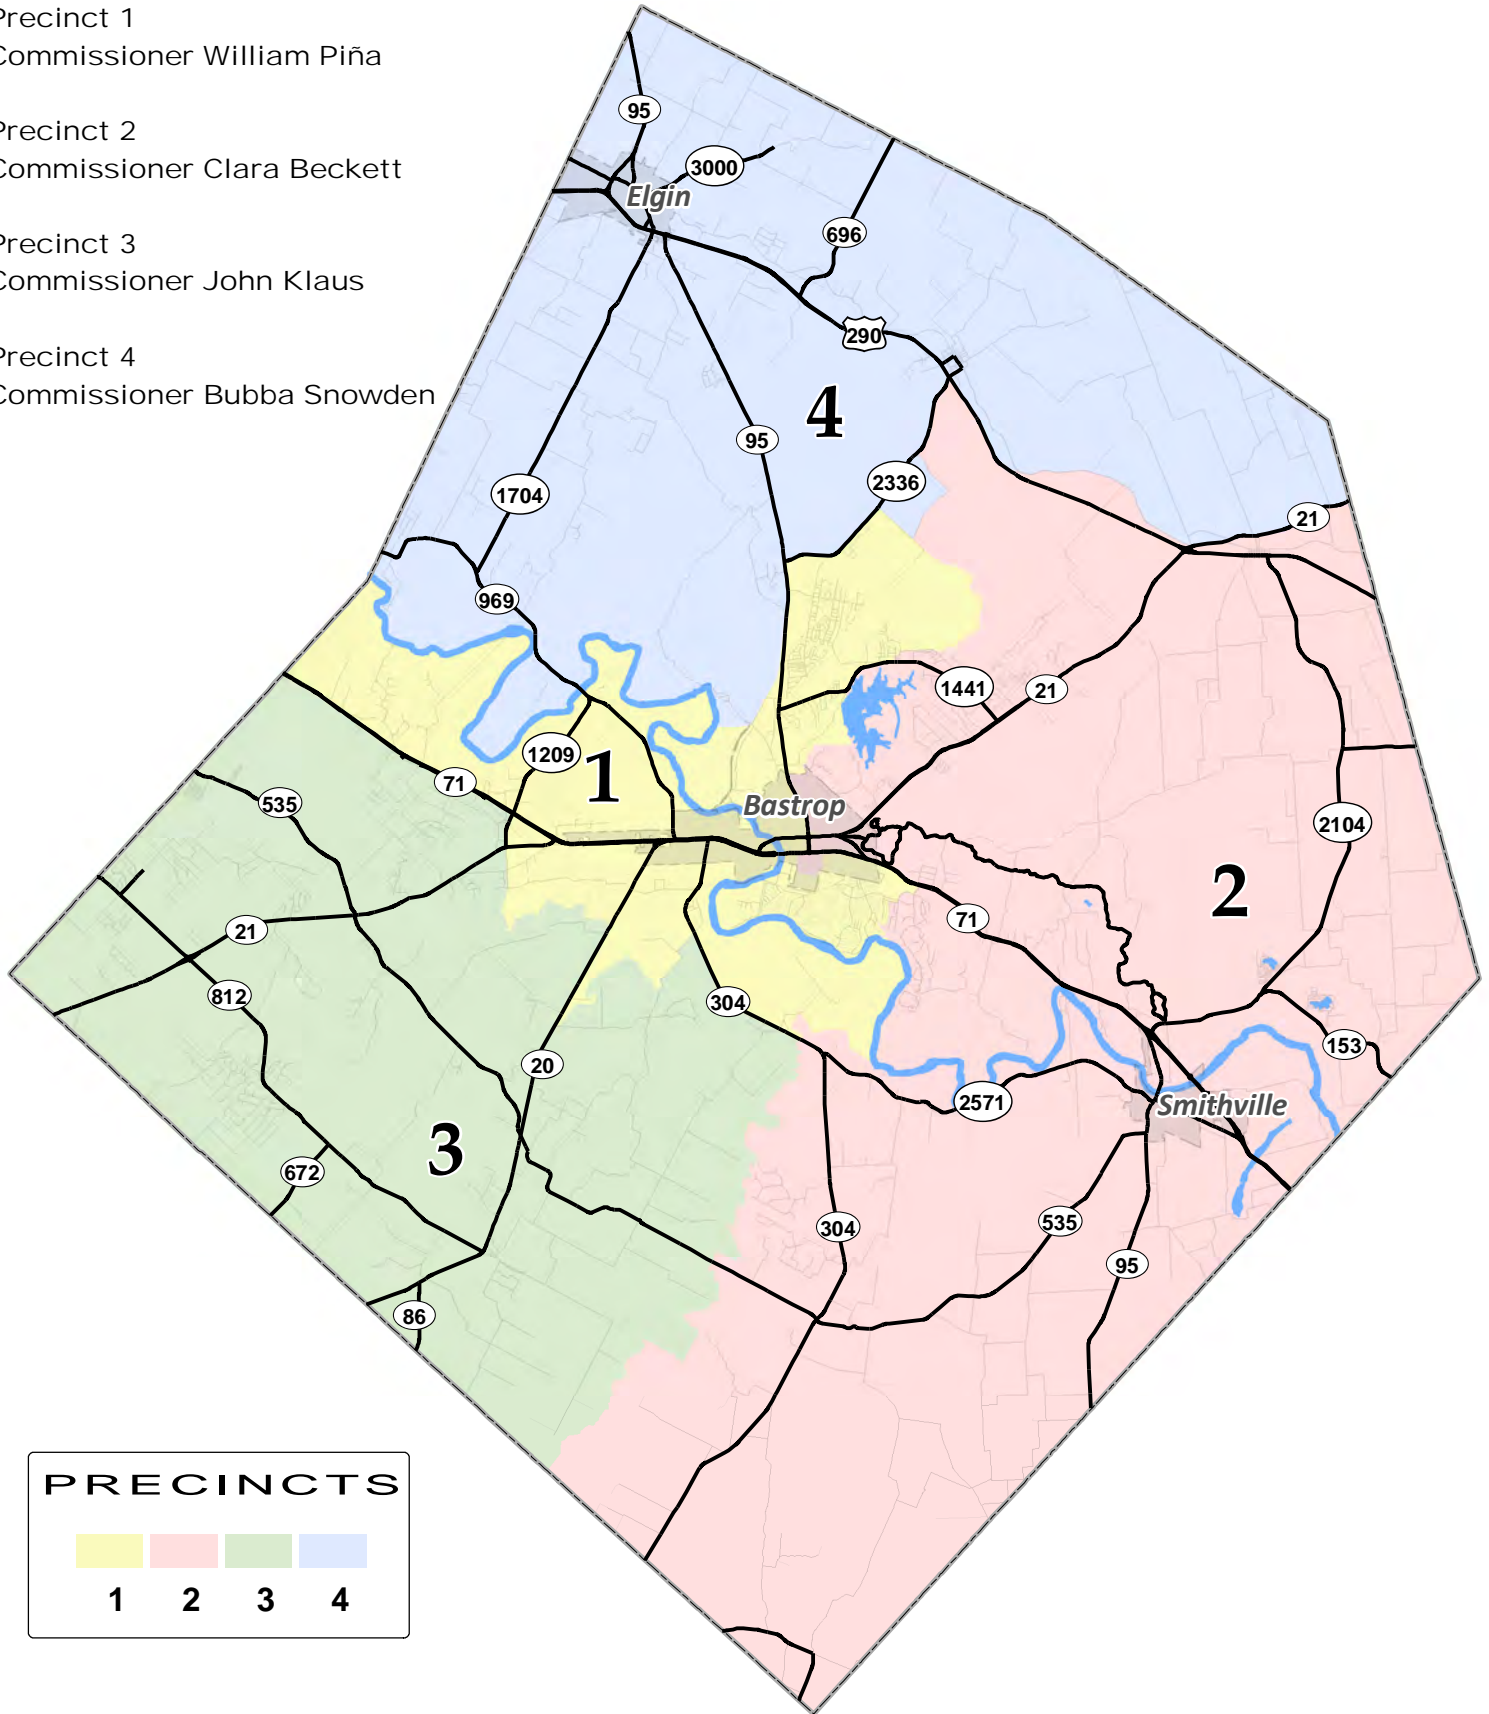 Precinct 1
Commissioner William Piña
Precinct 2
Commissioner Clara Beckett
Precinct 3
Commissioner John Klaus
Precinct 4
Commissioner Bubba Snowden
95
3000
Elgin
696
290
4
95
2336
1704
21
969
1441
21
1209
1
71
535
Bastrop
2104
2
71
21
812
304
153
20
2571
Smithville
3
672
304
535
95
86
PRECINCTS
1 2 3 4